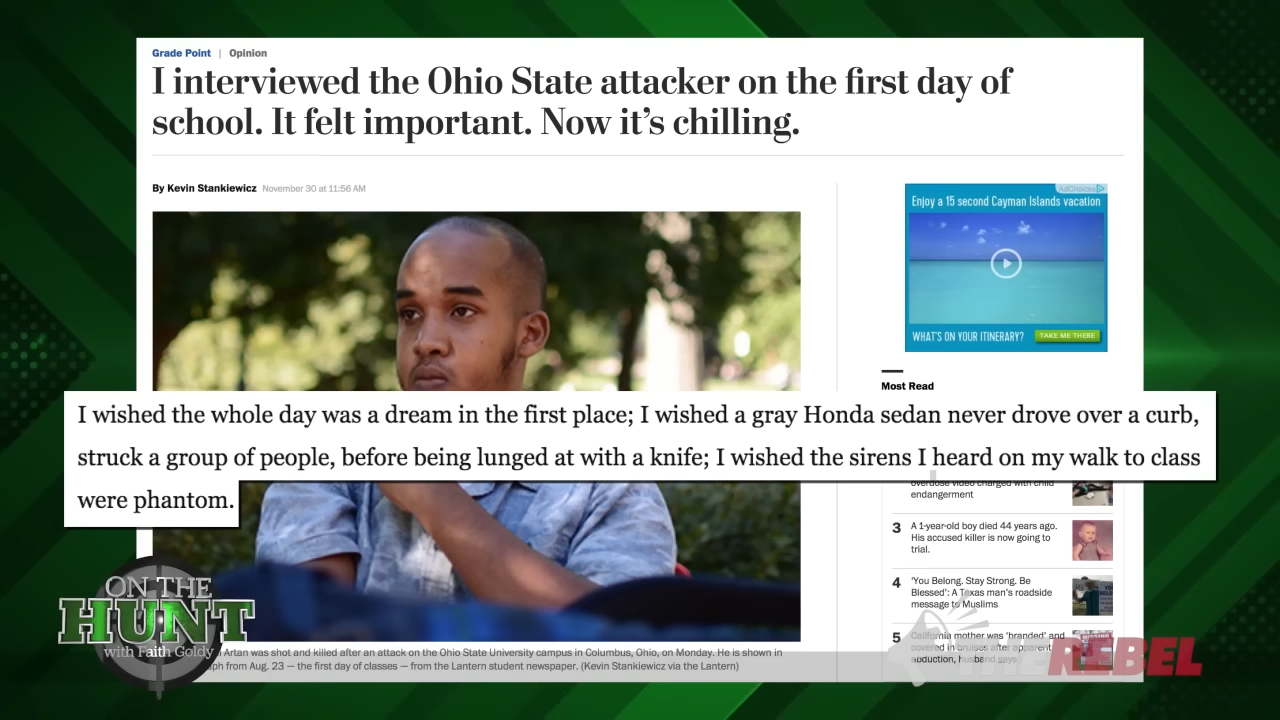 Grade Point | Opinion
I interviewed the Ohio State attacker on the first day of
school. It felt important. Now it's chilling.
By Kevin Stankiewicz November 30 at 11:56 AM
AdChoices
Enjoy a 15 second Cayman Islands vacation
WHAT'S ON YOUR ITINERARY?
TAKE ME THERE
Most Read
I wished the whole day was a dream in the first place; I wished a gray Honda sedan never drove over a curb,
struck a group of people, before being lunged at with a knife; I wished the sirens I heard on my walk to class
were phantom.
overdose video charged with child
endangerment
3 A 1-year-old boy died 44 years ago.
His accused killer is now going to
trial.
4 'You Belong. Stay Strong. Be
Blessed': A Texas man's roadside
message to Muslims
5 California mother was 'branded' and
covered in bruises after apparent
abduction, husband says
Artan was shot and killed after an attack on the Ohio State University campus in Columbus, Ohio, on Monday. He is shown in
from Aug. 23 — the first day of classes — from the Lantern student newspaper. (Kevin Stankiewicz via the Lantern)
ON THE
HUNT
with Faith Goldy
THE REBEL